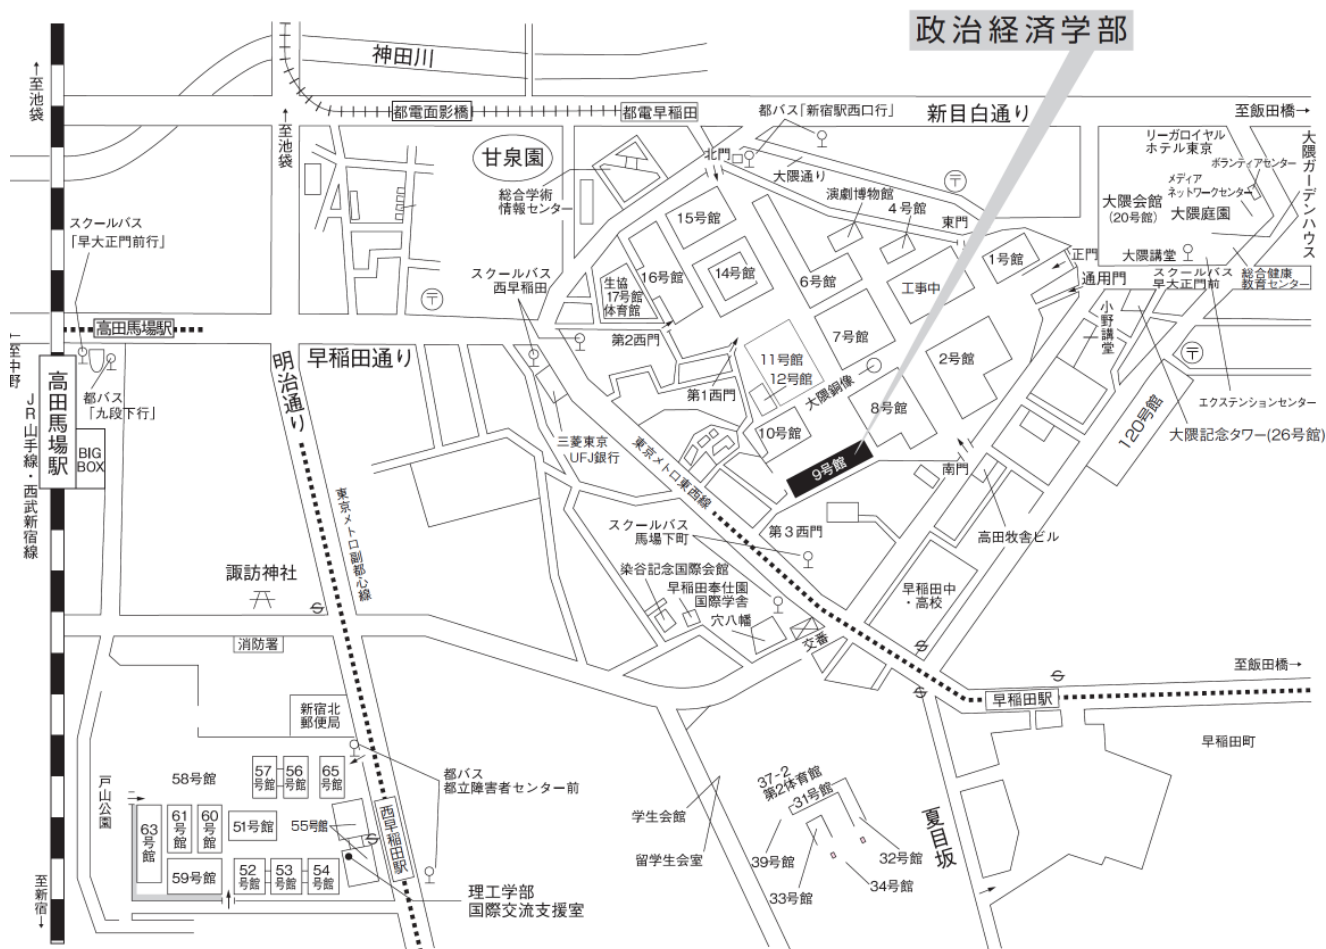 政治経済学部
神田川
←至池袋
←至池袋
都電面影橋
都電早稲田
都バス「新宿駅西口行」
新目白通り
至飯田橋→
リーガロイヤル
ホテル東京
ボランティアセンター
メディア
ネットワークセンター
大隈会館
(20号館)
大隈庭園
大隈ガーデンハウス
甘泉園
北門
大隈通り
総合学術
情報センター
演劇博物館
4号館
東門
15号館
スクールバス
「早大正門前行」
スクールバス
西早稲田
生協
17号館
体育館
16号館
14号館
6号館
工事中
1号館
正門
通用門
大隈講堂
スクールバス
早大正門前
総合健康
教育センター
小野講堂
高田馬場駅
早稲田通り
第2西門
7号館
11号館
12号館
2号館
至中野
高田馬場駅
JR山手線・西武新宿線
都バス
「九段下行」
BIG
BOX
明治通り
第1西門
大隈銅像
8号館
エクステンションセンター
120号館
大隈記念タワー(26号館)
三菱東京
UFJ銀行
東京メトロ東西線
10号館
9号館
南門
東京メトロ副都心線
スクールバス
馬場下町
第3西門
高田牧舎ビル
諏訪神社
染谷記念国際会館
早稲田奉仕園
国際学舎
穴八幡
早稲田中
・高校
消防署
交番
至飯田橋→
早稲田駅
早稲田町
新宿北
郵便局
戸山公園
58号館
57号館
56号館
65号館
都バス
都立障害者センター前
37-2
第2体育館
31号館
学生会館
夏目坂
63号館
61号館
60号館
51号館
55号館
西早稲田駅
留学生会室
39号館
32号館
59号館
52号館
53号館
54号館
33号館
34号館
至新宿→
理工学部
国際交流支援室